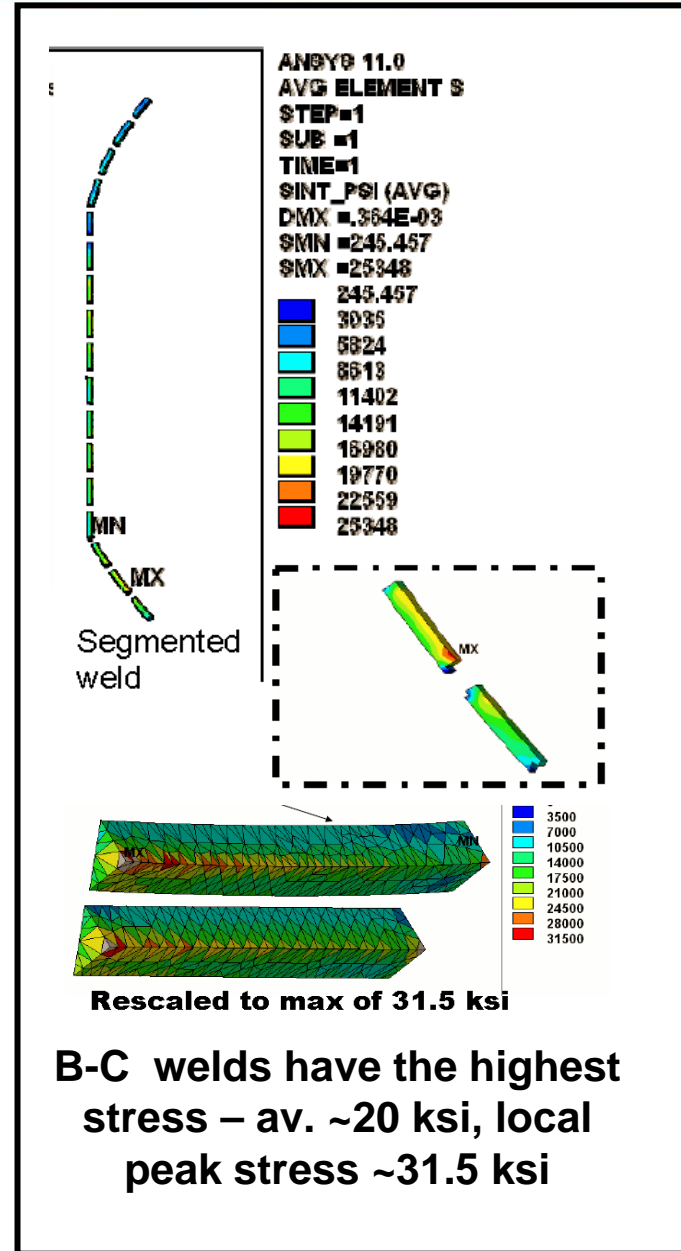 ANSYS 11.0
AVG ELEMENT S
STEP=1
SUB =1
TIME=1
SINT_PSI (AVG)
DMX =.364E-03
SMN =245.457
SMX =25348
245.457
3035
5824
8613
11402
14191
16980
19770
22559
25348
MN
MX
Segmented
weld
MX
MX
MN
3500
7000
10500
14000
17500
21000
24500
28000
31500
Rescaled to max of 31.5 ksi
B-C welds have the highest
stress – av. ~20 ksi, local
peak stress ~31.5 ksi